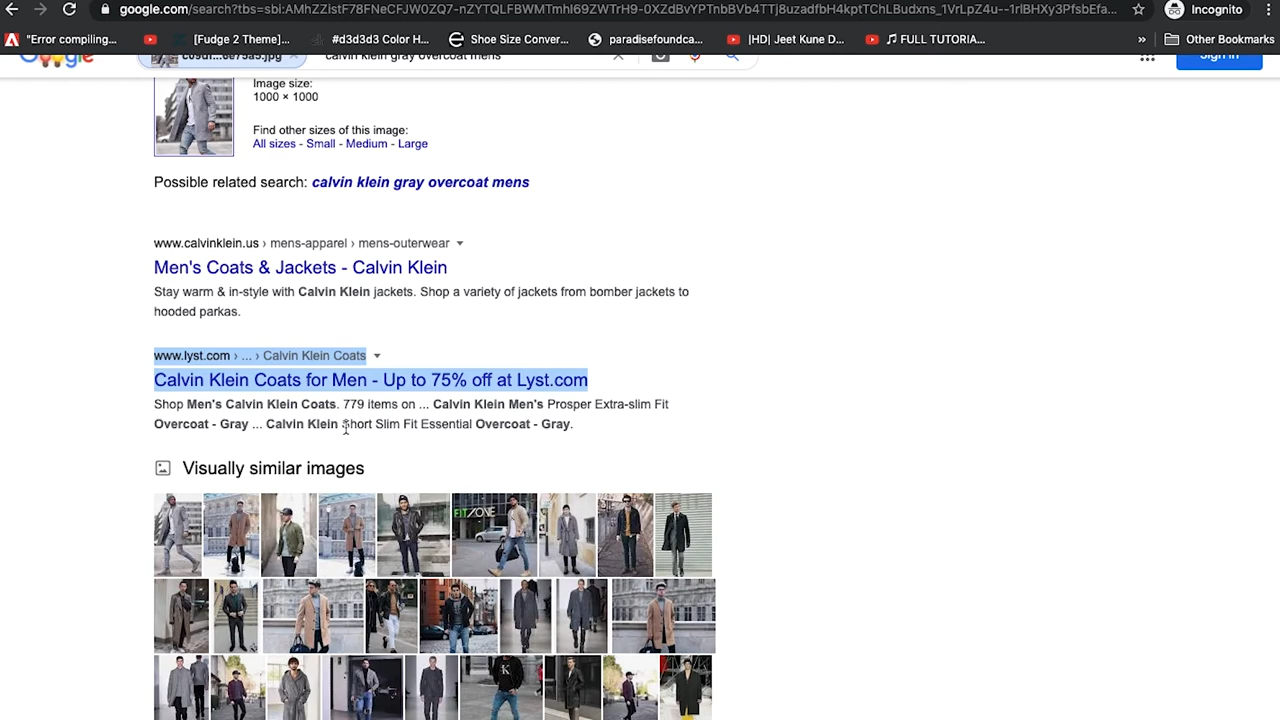 google.com/search?tbs=sbi:AMhZZistF78FNeCFJW0ZQ7-nZYTQLFBWMTmhl69ZWTrH9-0XZdBvYPTnbBVb4TTj8uzadfbH4kptTChLBudxns_1VrLpZ4u--1rlBHXy3PfsbEfa...
Incognito
"Error compiling...
[Fudge 2 Theme]...
#d3d3d3 Color H...
Shoe Size Conver...
paradisefoundca...
|HD| Jeet Kune D...
♫ FULL TUTORIA...
»
Other Bookmarks
calvin klein gray overcoat mens
Sign in
Image size:
1000 × 1000
Find other sizes of this image:
All sizes - Small - Medium - Large
Possible related search: calvin klein gray overcoat mens
www.calvinklein.us › mens-apparel › mens-outerwear
Men's Coats & Jackets - Calvin Klein
Stay warm & in-style with Calvin Klein jackets. Shop a variety of jackets from bomber jackets to
hooded parkas.
www.lyst.com › ... › Calvin Klein Coats
Calvin Klein Coats for Men - Up to 75% off at Lyst.com
Shop Men's Calvin Klein Coats. 779 items on ... Calvin Klein Men's Prosper Extra-slim Fit
Overcoat - Gray ... Calvin Klein Short Slim Fit Essential Overcoat - Gray.
Visually similar images
FITZONE